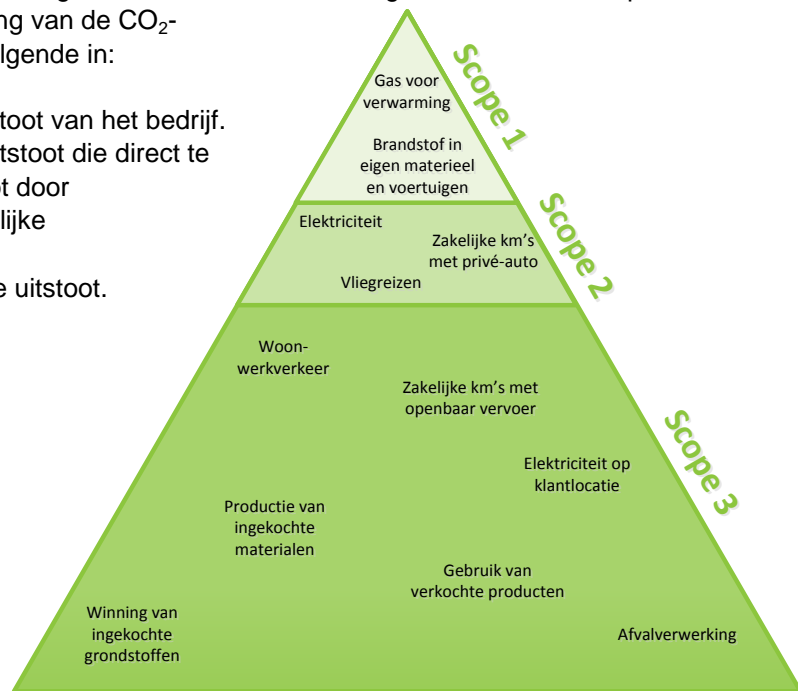 ng van de CO₂-
lgende in:
toot van het bedrijf.
tstoot die direct te
t door
lijke
e uitstoot.
Scope 1
Gas voor
verwarming
Brandstof in
eigen materieel
en voertuigen
Scope 2
Elektriciteit
Zakelijke km's
met privé-auto
Vliegreizen
Scope 3
Woon-
werkverkeer
Zakelijke km's met
openbaar vervoer
Elektriciteit op
klantlocatie
Productie van
ingekochte
materialen
Gebruik van
verkochte producten
Winning van
ingekochte
grondstoffen
Afvalverwerking